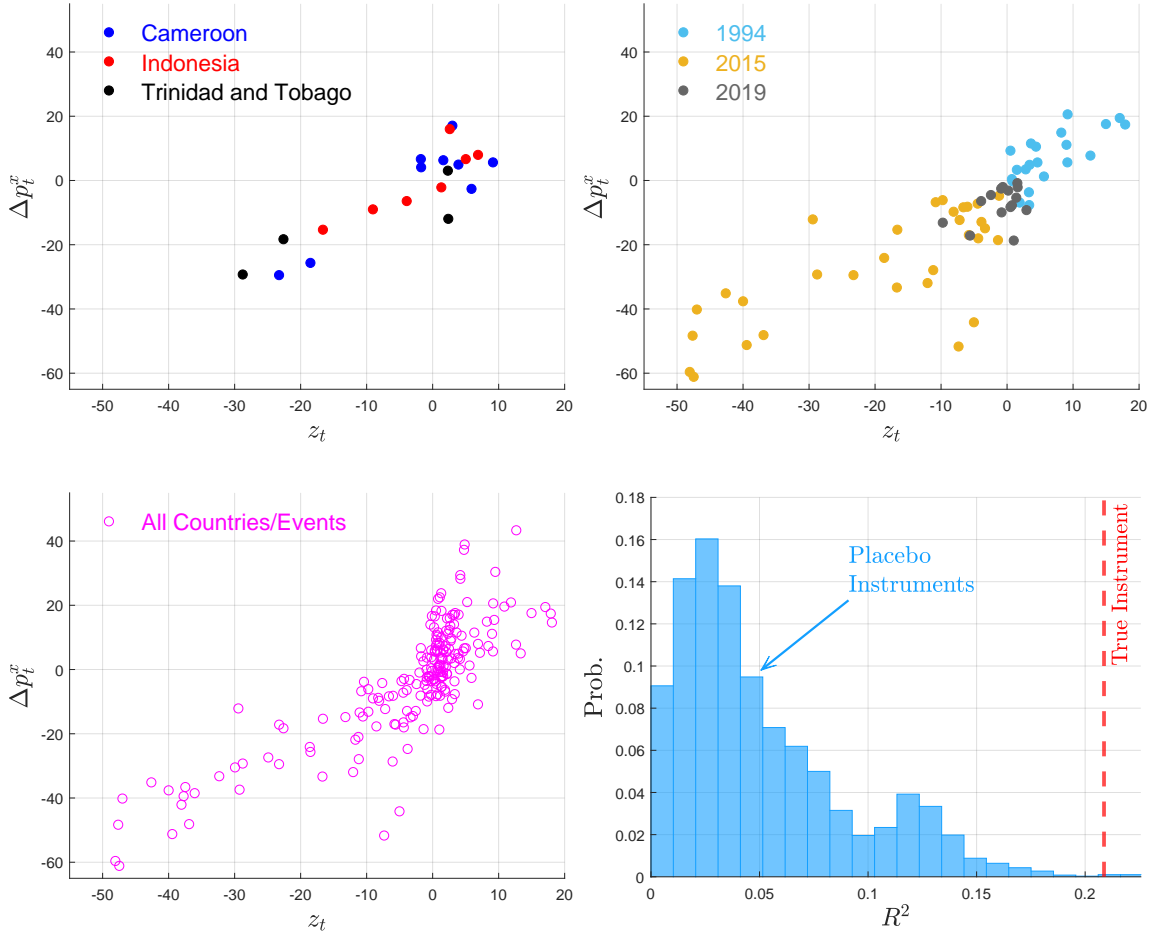 Cameroon
Indonesia
Trinidad and Tobago
40
20
0
-20
-40
-60
Δp_t^x
-50 -40 -30 -20 -10 0 10 20
z_t
1994
2015
2019
40
20
0
-20
-40
-60
Δp_t^x
-50 -40 -30 -20 -10 0 10 20
z_t
All Countries/Events
40
20
0
-20
-40
-60
Δp_t^x
-50 -40 -30 -20 -10 0 10 20
z_t
0.18
0.16
0.14
0.12
0.1
0.08
0.06
0.04
0.02
0
Prob.
Placebo
Instruments
True Instrument
0 0.05 0.1 0.15 0.2
R²